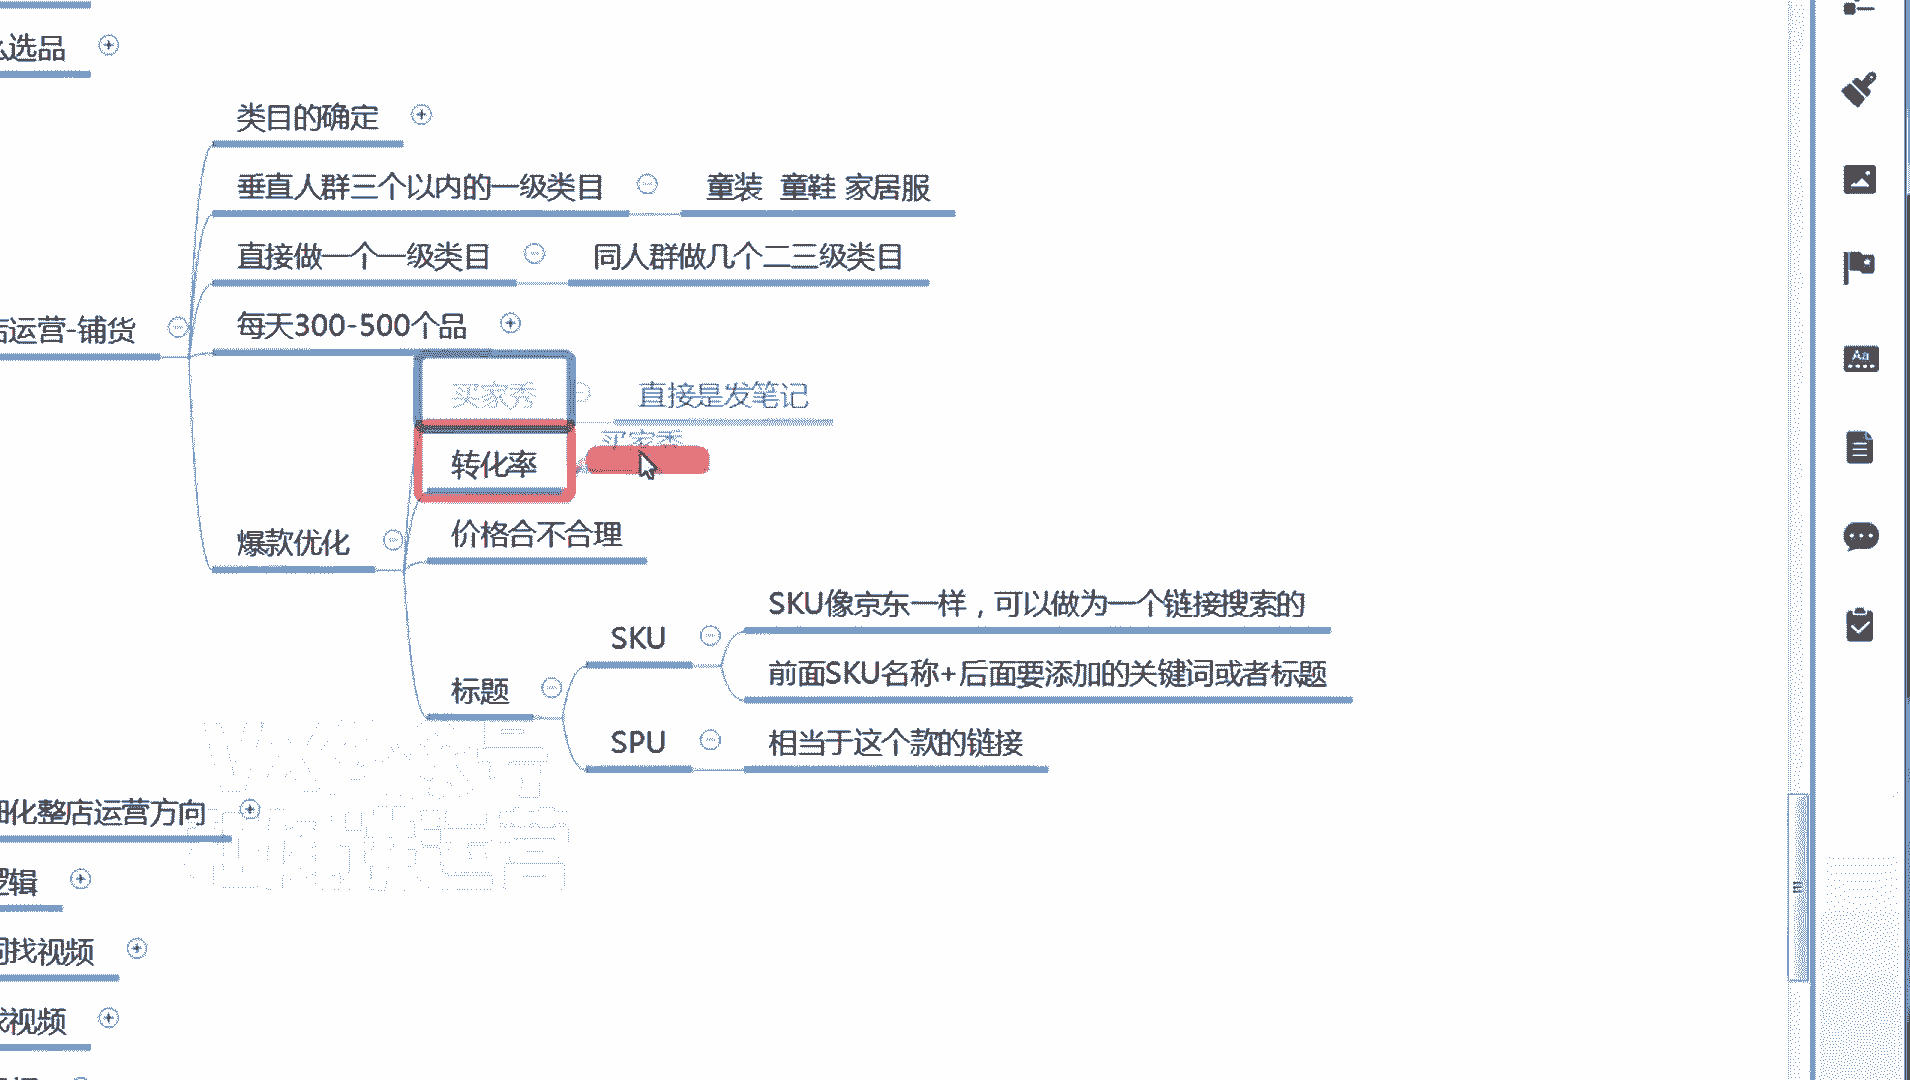 么选品
类目的确定
垂直人群三个以内的一级类目
童装 童鞋 家居服
直接做一个一级类目
同人群做几个二三级类目
店运营-铺货
每天300-500个品
买家秀
直接是发笔记
买家秀
转化率
爆款优化
价格合不合理
SKU像京东一样，可以做为一个链接搜索的
SKU
前面SKU名称+后面要添加的关键词或者标题
标题
SPU
相当于这个款的链接
细化整店运营方向
逻辑
词找视频
找视频
Aa